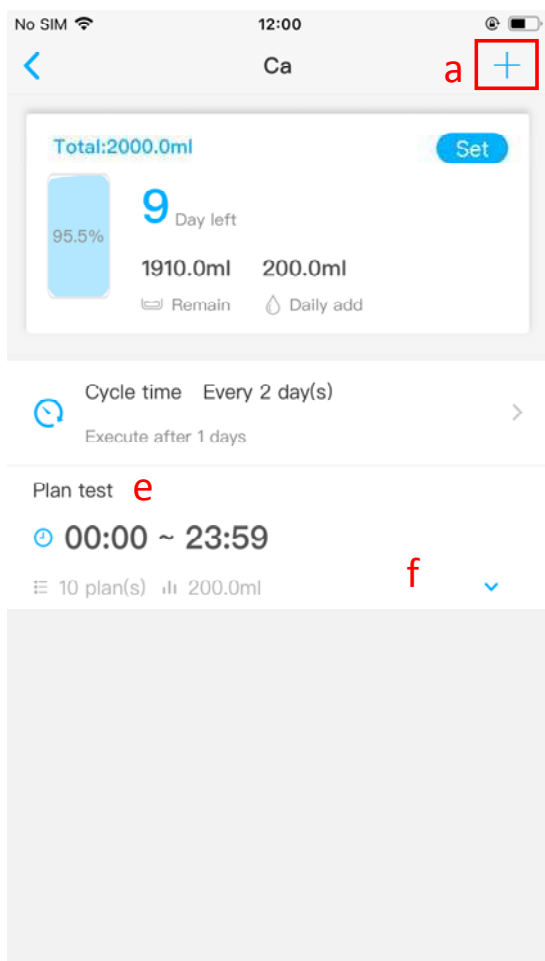 No SIM 12:00
Ca a
Total:2000.0ml Set
95.5%
9 Day left
1910.0ml 200.0ml
Remain Daily add
Cycle time Every 2 day(s)
Execute after 1 days
Plan test e
00:00 ~ 23:59
10 plan(s) 200.0ml f